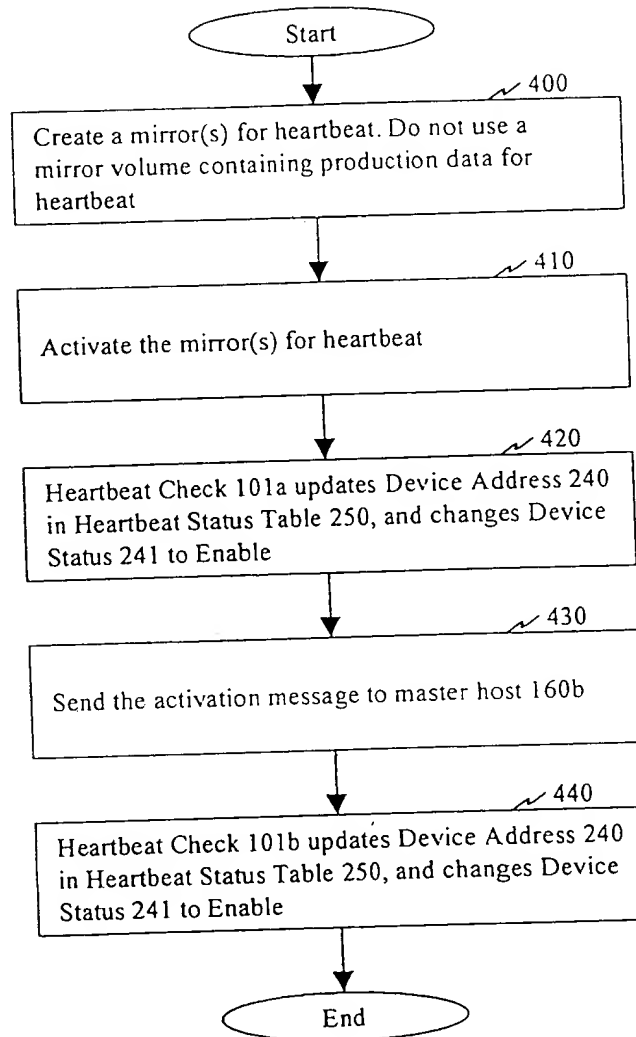 Start
400
Create a mirror(s) for heartbeat. Do not use a
mirror volume containing production data for
heartbeat
410
Activate the mirror(s) for heartbeat
420
Heartbeat Check 101a updates Device Address 240
in Heartbeat Status Table 250, and changes Device
Status 241 to Enable
430
Send the activation message to master host 160b
440
Heartbeat Check 101b updates Device Address 240
in Heartbeat Status Table 250, and changes Device
Status 241 to Enable
End